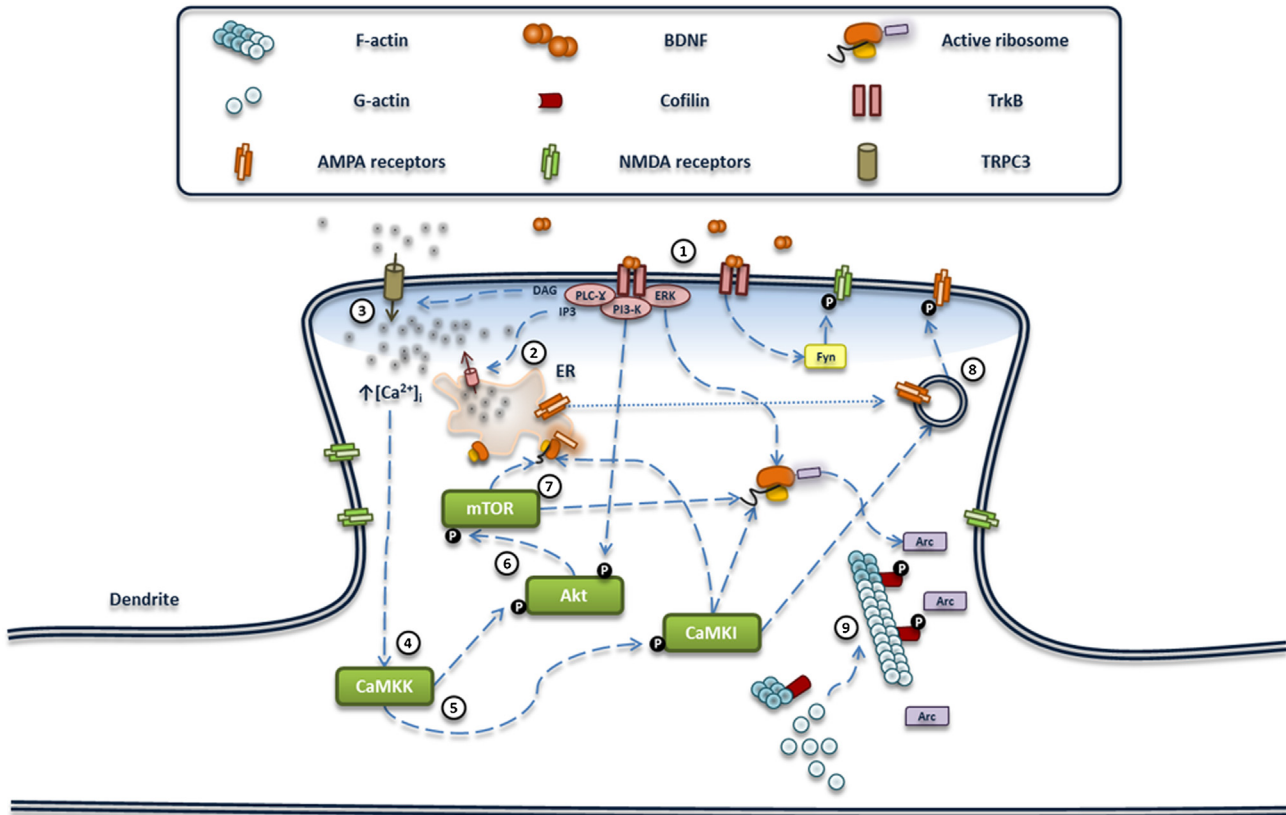 F-actin
BDNF
Active ribosome
G-actin
Cofilin
TrkB
AMPA receptors
NMDA receptors
TRPC3
1
DAG
PLC-Ɣ
ERK
IP3
PI3-K
P
P
3
Fyn
2
ER
8
↑[Ca²⁺]ᵢ
7
mTOR
P
6
P
Arc
P
Akt
P
Arc
Dendrite
P
4
CaMKI
P
9
CaMKK
5
Arc